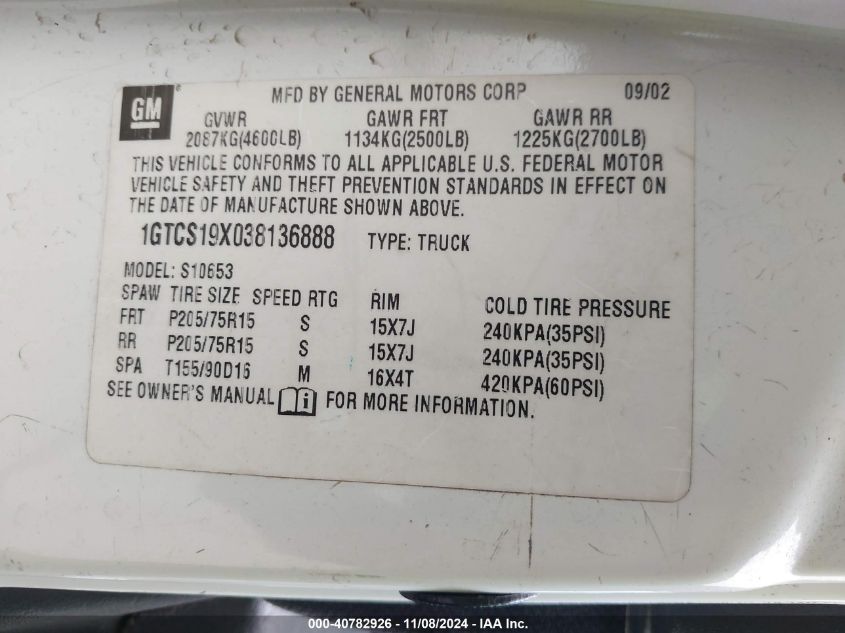 GM
MFD BY GENERAL MOTORS CORP 09/02
GVWR GAWR FRT GAWR RR
2087KG(4600LB) 1134KG(2500LB) 1225KG(2700LB)
THIS VEHICLE CONFORMS TO ALL APPLICABLE U.S. FEDERAL MOTOR
VEHICLE SAFETY AND THEFT PREVENTION STANDARDS IN EFFECT ON
THE DATE OF MANUFACTURE SHOWN ABOVE.
1GTCS19X038136888 TYPE: TRUCK
MODEL: S10653
SPAW TIRE SIZE SPEED RTG RIM COLD TIRE PRESSURE
FRT P205/75R15 S 15X7J 240KPA(35PSI)
RR P205/75R15 S 15X7J 240KPA(35PSI)
SPA T155/90D16 M 16X4T 420KPA(60PSI)
SEE OWNER'S MANUAL i FOR MORE INFORMATION.
000-40782926 - 11/08/2024 - IAA Inc.